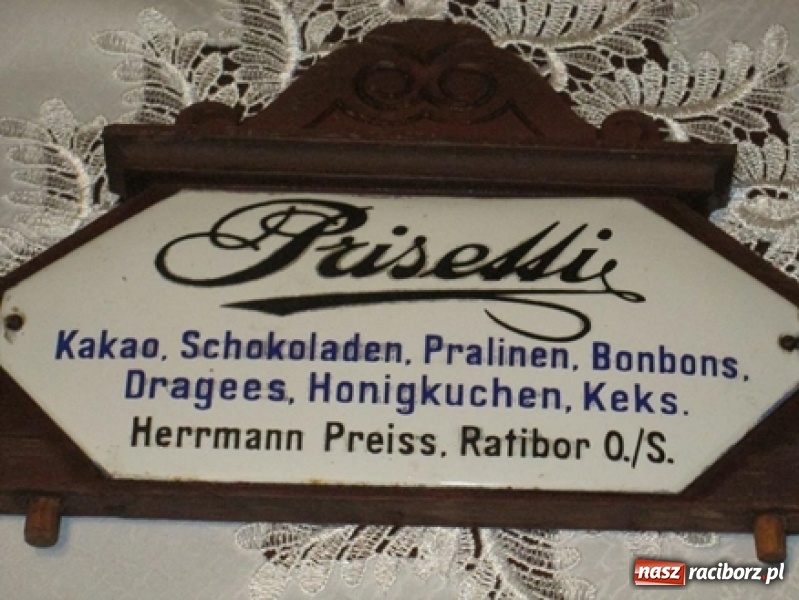 Prisetti
Kakao, Schokoladen, Pralinen, Bonbons,
Dragees, Honigkuchen, Keks.
Herrmann Preiss, Ratibor O./S.
nasz raciborz.pl